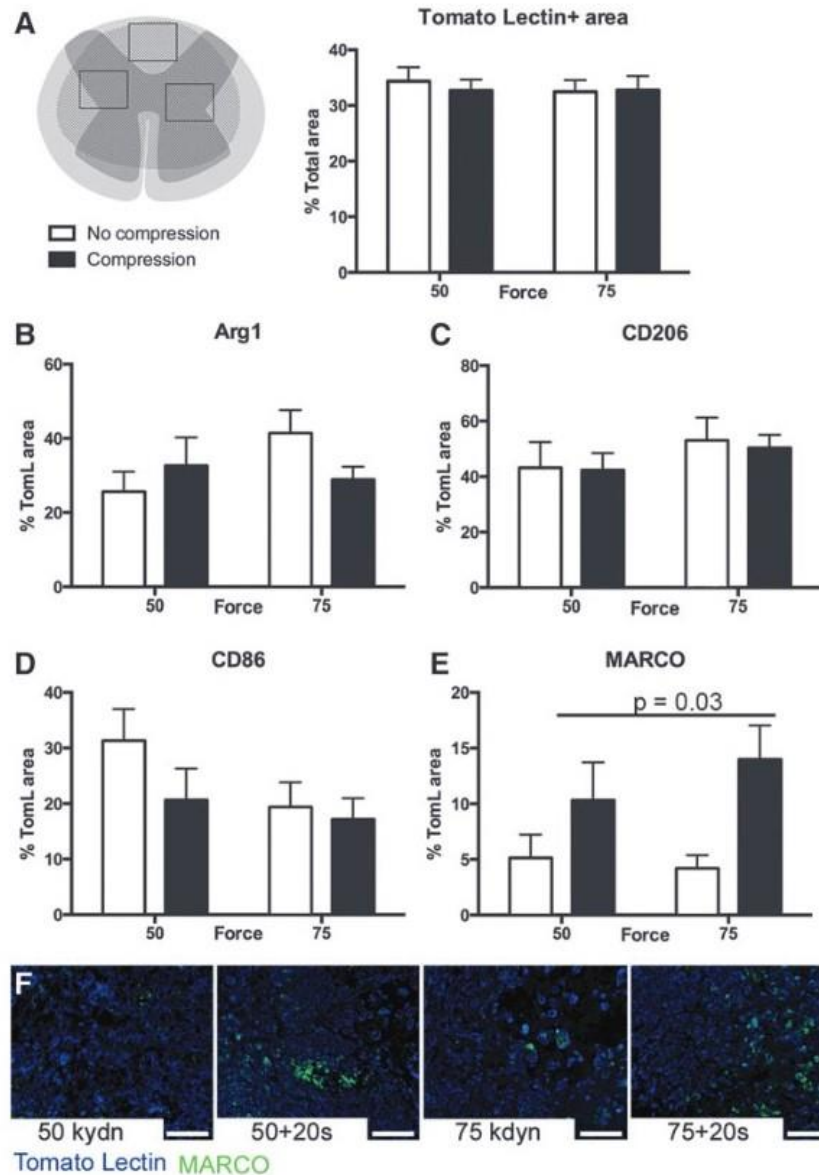 A
Tomato Lectin+ area
% Total area
40
30
20
10
0
50 Force 75
No compression
Compression
B
Arg1
% TomL area
60
40
20
0
50 Force 75
C
CD206
% TomL area
80
60
40
20
0
50 Force 75
D
CD86
% TomL area
40
30
20
10
0
50 Force 75
E
MARCO
p = 0.03
% TomL area
20
15
10
5
0
50 Force 75
F
50 kydn
50+20s
75 kdyn
75+20s
Tomato Lectin MARCO